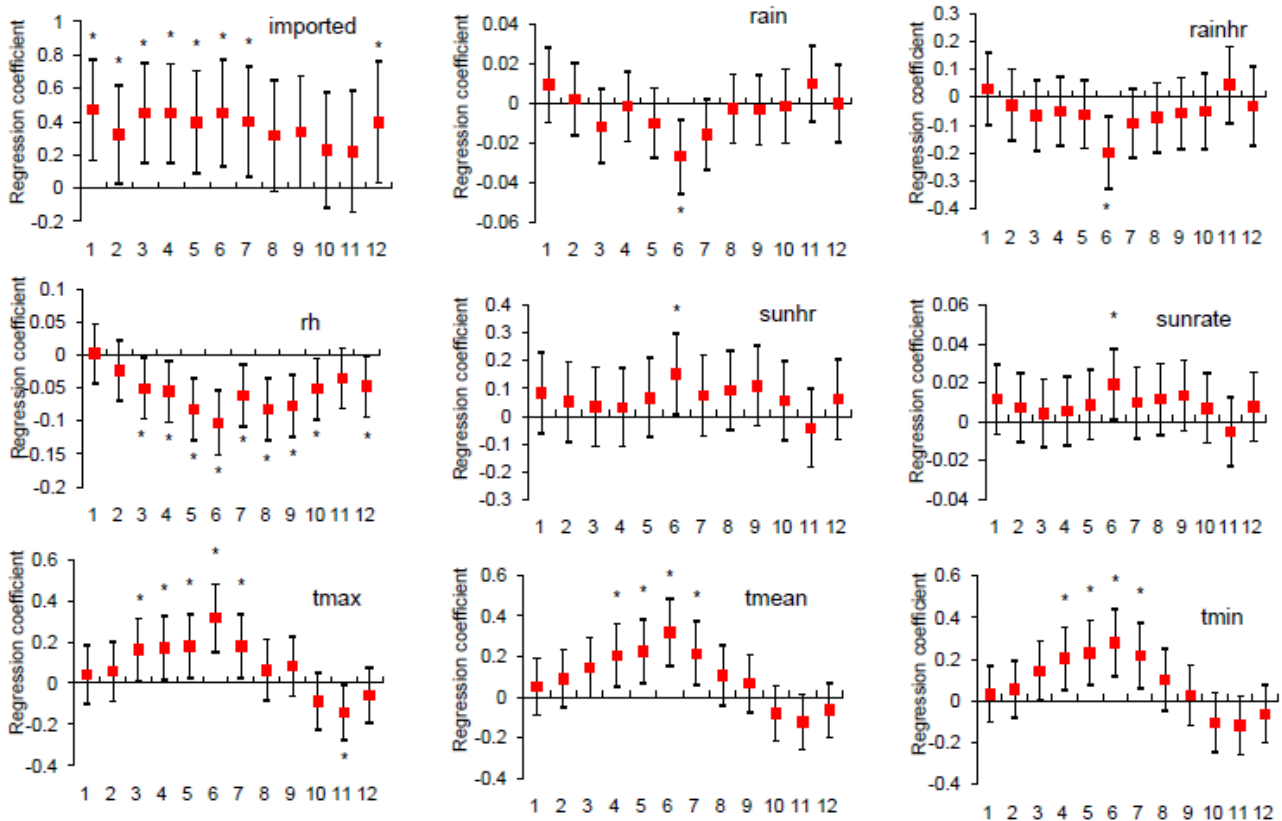 imported
Regression coefficient
1
0.8
0.6
0.4
0.2
0
-0.2
* * * * * * * *
1 2 3 4 5 6 7 8 9 10 11 12
rain
Regression coefficient
0.04
0.02
0
-0.02
-0.04
-0.06
*
1 2 3 4 5 6 7 8 9 10 11 12
rainhr
Regression coefficient
0.3
0.2
0.1
0
-0.1
-0.2
-0.3
-0.4
*
1 2 3 4 5 6 7 8 9 10 11 12
rh
Regression coefficient
0.1
0.05
0
-0.05
-0.1
-0.15
-0.2
* * * * * * * * *
1 2 3 4 5 6 7 8 9 10 11 12
sunhr
Regression coefficient
0.4
0.3
0.2
0.1
0
-0.1
-0.2
-0.3
*
1 2 3 4 5 6 7 8 9 10 11 12
sunrate
Regression coefficient
0.06
0.04
0.02
0
-0.02
-0.04
*
1 2 3 4 5 6 7 8 9 10 11 12
tmax
Regression coefficient
0.6
0.4
0.2
0
-0.2
-0.4
* * * * * *
1 2 3 4 5 6 7 8 9 10 11 12
tmean
Regression coefficient
0.6
0.4
0.2
0
-0.2
-0.4
* * * *
1 2 3 4 5 6 7 8 9 10 11 12
tmin
Regression coefficient
0.6
0.4
0.2
0
-0.2
-0.4
* * * *
1 2 3 4 5 6 7 8 9 10 11 12